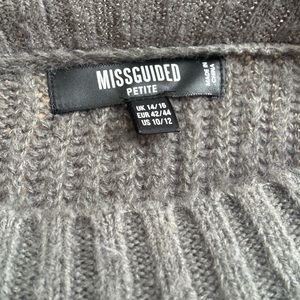 MISSGUIDED
PETITE
MADE IN
CHINA
UK 14/16
EUR 42/44
US 10/12